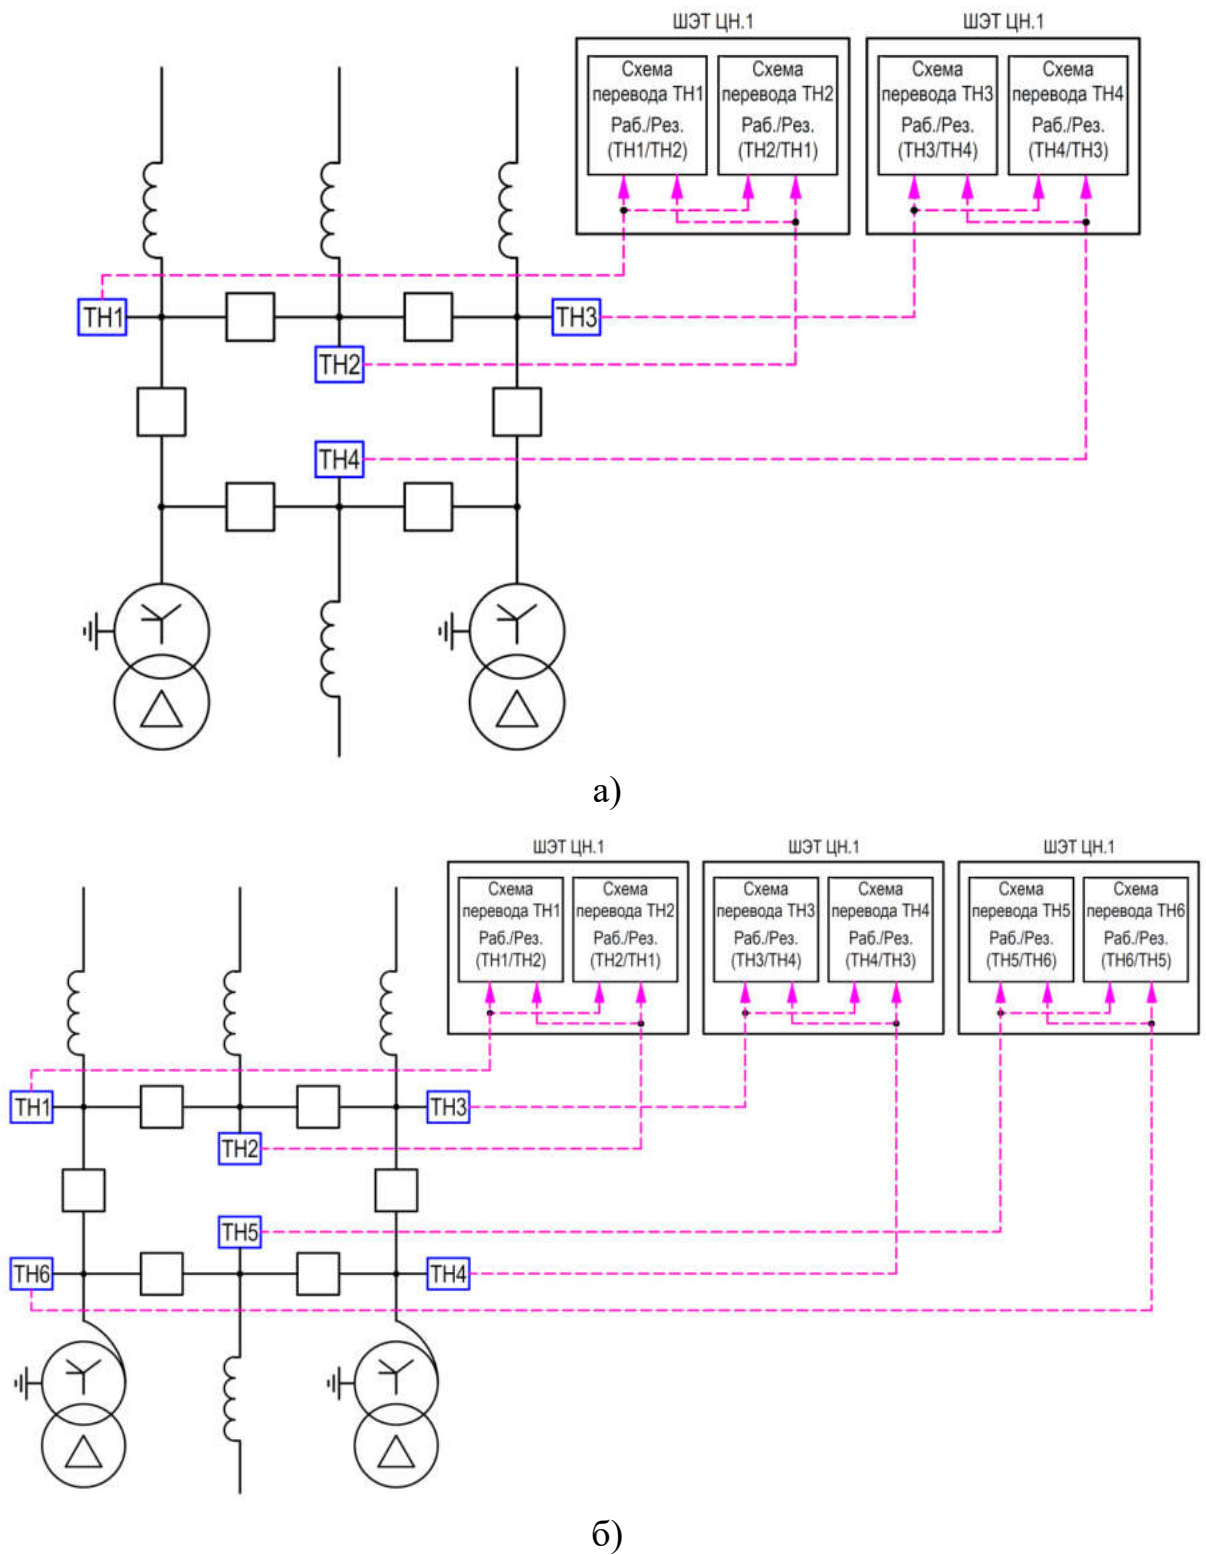 ШЭТ ЦН.1
ШЭТ ЦН.1
Схема
перевода ТН1
Раб./Рез.
(ТН1/ТН2)
Схема
перевода ТН2
Раб./Рез.
(ТН2/ТН1)
Схема
перевода ТН3
Раб./Рез.
(ТН3/ТН4)
Схема
перевода ТН4
Раб./Рез.
(ТН4/ТН3)
ТН1
ТН3
ТН2
ТН4
а)
ШЭТ ЦН.1
ШЭТ ЦН.1
ШЭТ ЦН.1
Схема
перевода ТН1
Раб./Рез.
(ТН1/ТН2)
Схема
перевода ТН2
Раб./Рез.
(ТН2/ТН1)
Схема
перевода ТН3
Раб./Рез.
(ТН3/ТН4)
Схема
перевода ТН4
Раб./Рез.
(ТН4/ТН3)
Схема
перевода ТН5
Раб./Рез.
(ТН5/ТН6)
Схема
перевода ТН6
Раб./Рез.
(ТН6/ТН5)
ТН1
ТН3
ТН2
ТН5
ТН6
ТН4
б)